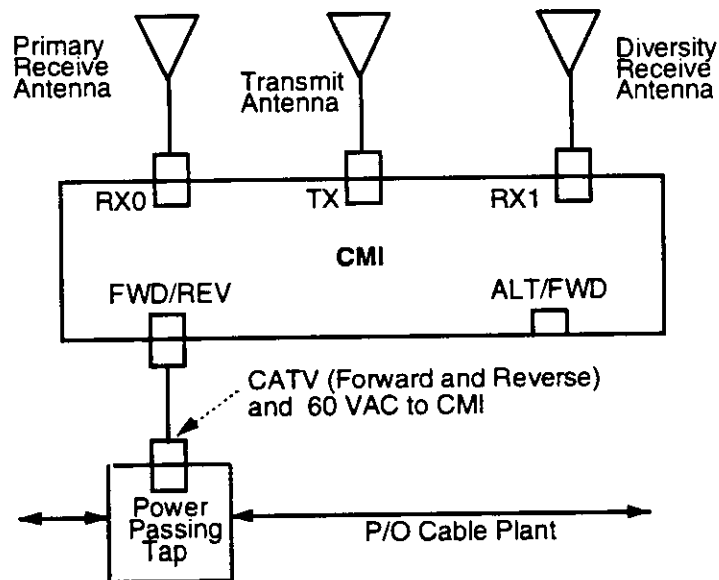 Primary
Receive
Antenna
Transmit
Antenna
Diversity
Receive
Antenna
RX0
TX
RX1
CMI
FWD/REV
ALT/FWD
CATV (Forward and Reverse)
and 60 VAC to CMI
Power
Passing
Tap
P/O Cable Plant